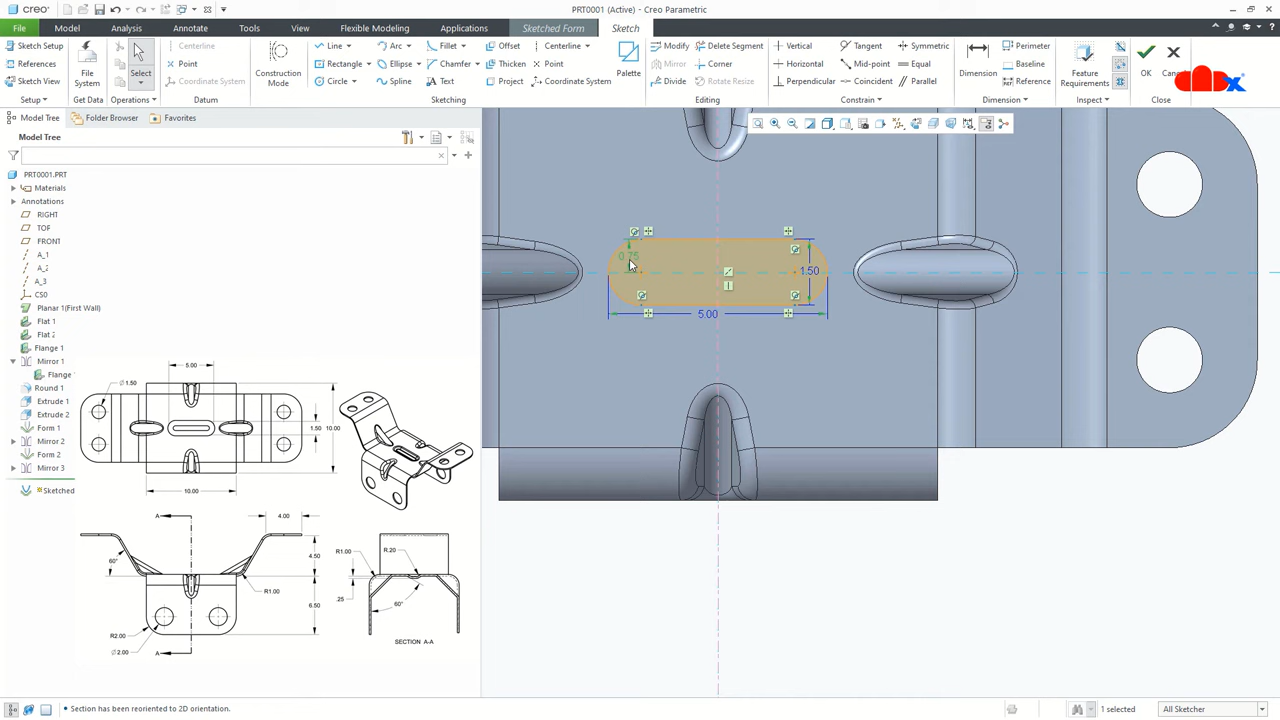 creo
PRT0001 (Active) - Creo Parametric
File
Model
Analysis
Annotate
Tools
View
Flexible Modeling
Applications
Sketched Form
Sketch
Sketch Setup
References
Sketch View
Setup
File System
Get Data
Select
Operations
Centerline
Point
Coordinate System
Datum
Construction Mode
Line
Rectangle
Circle
Arc
Ellipse
Spline
Fillet
Chamfer
Text
Offset
Thicken
Project
Centerline
Point
Coordinate System
Palette
Sketching
Modify
Mirror
Divide
Delete Segment
Corner
Rotate Resize
Editing
Vertical
Horizontal
Perpendicular
Tangent
Mid-point
Coincident
Symmetric
Equal
Parallel
Constrain
Dimension
Perimeter
Baseline
Reference
Dimension
Feature Requirements
Inspect
OK
Close
Model Tree
Folder Browser
Favorites
Model Tree
PRT0001.PRT
Materials
Annotations
RIGHT
TOP
FRONT
A_1
A_2
A_3
CS0
Planar 1(First Wall)
Flat 1
Flat 2
Flange 1
Mirror 1
Flange
Round 1
Extrude 1
Extrude 2
Form 1
Mirror 2
Form 2
Mirror 3
Sketched
0.75
1.50
5.00
5.00
Ø 1.50
1.50
10.00
10.00
A
4.00
60°
4.50
R1.00
6.50
R2.00
Ø 2.00
A
R1.00
R.20
.25
60°
SECTION A-A
Section has been reoriented to 2D orientation.
1 selected
All Sketcher